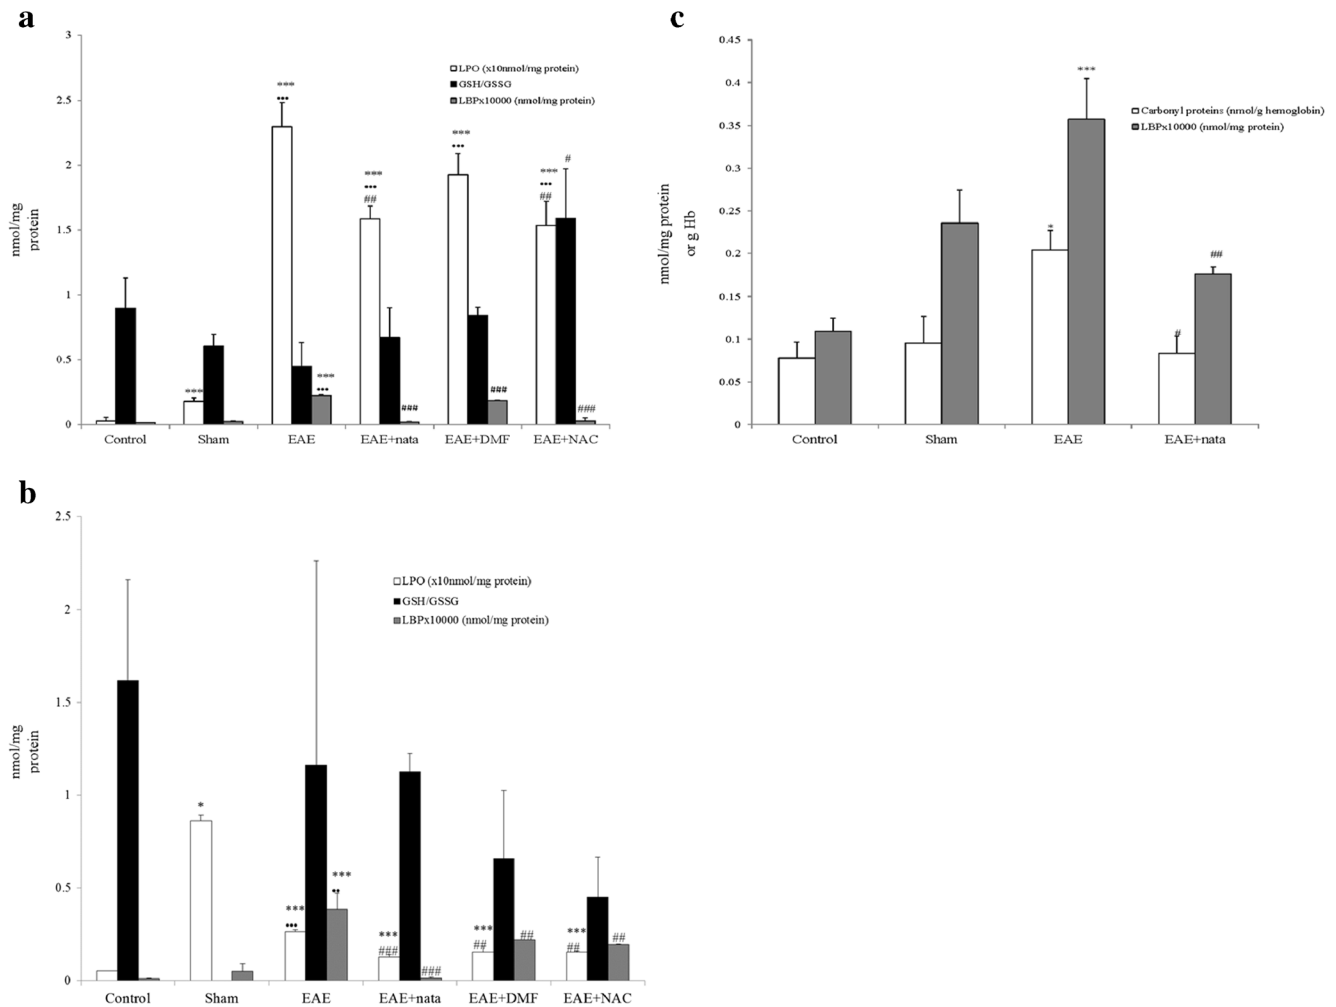 a
3
2.5
2
1.5
1
0.5
0
nmol/mg
protein
LPO (x10nmol/mg protein)
GSH/GSSG
LBPx10000 (nmol/mg protein)
***
•••
***
•••
##
***
•••
***
•••
##
#
***
***
•••
###
###
###
Control Sham EAE EAE+nata EAE+DMF EAE+NAC
c
0.45
0.4
0.35
0.3
0.25
0.2
0.15
0.1
0.05
0
nmol/mg protein
or g Hb
Carbonyl proteins (nmol/g hemoglobin)
LBPx10000 (nmol/mg protein)
***
*
##
#
Control Sham EAE EAE+nata
b
2.5
2
1.5
1
0.5
0
nmol/mg
protein
LPO (x10nmol/mg protein)
GSH/GSSG
LBPx10000 (nmol/mg protein)
*
***
•••
***
••
***
###
###
***
##
##
***
##
##
Control Sham EAE EAE+nata EAE+DMF EAE+NAC